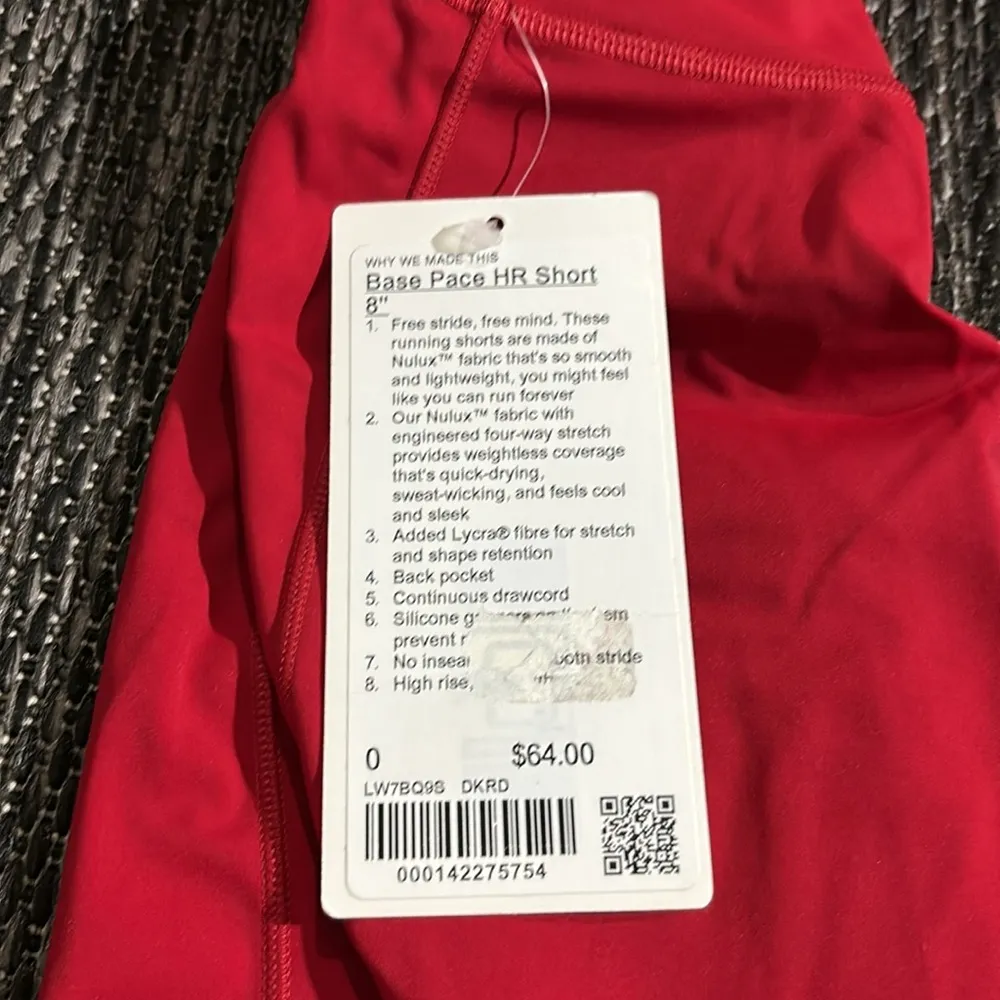 WHY WE MADE THIS
Base Pace HR Short
8"
1. Free stride, free mind. These
running shorts are made of
Nulux™ fabric that's so smooth
and lightweight, you might feel
like you can run forever
2. Our Nulux™ fabric with
engineered four-way stretch
provides weightless coverage
that's quick-drying,
sweat-wicking, and feels cool
and sleek
3. Added Lycra® fibre for stretch
and shape retention
4. Back pocket
5. Continuous drawcord
6. Silicone
prevent
7. No stride
8. High rise,
0 $64.00
LW7BQ9S DKRD
000142275754